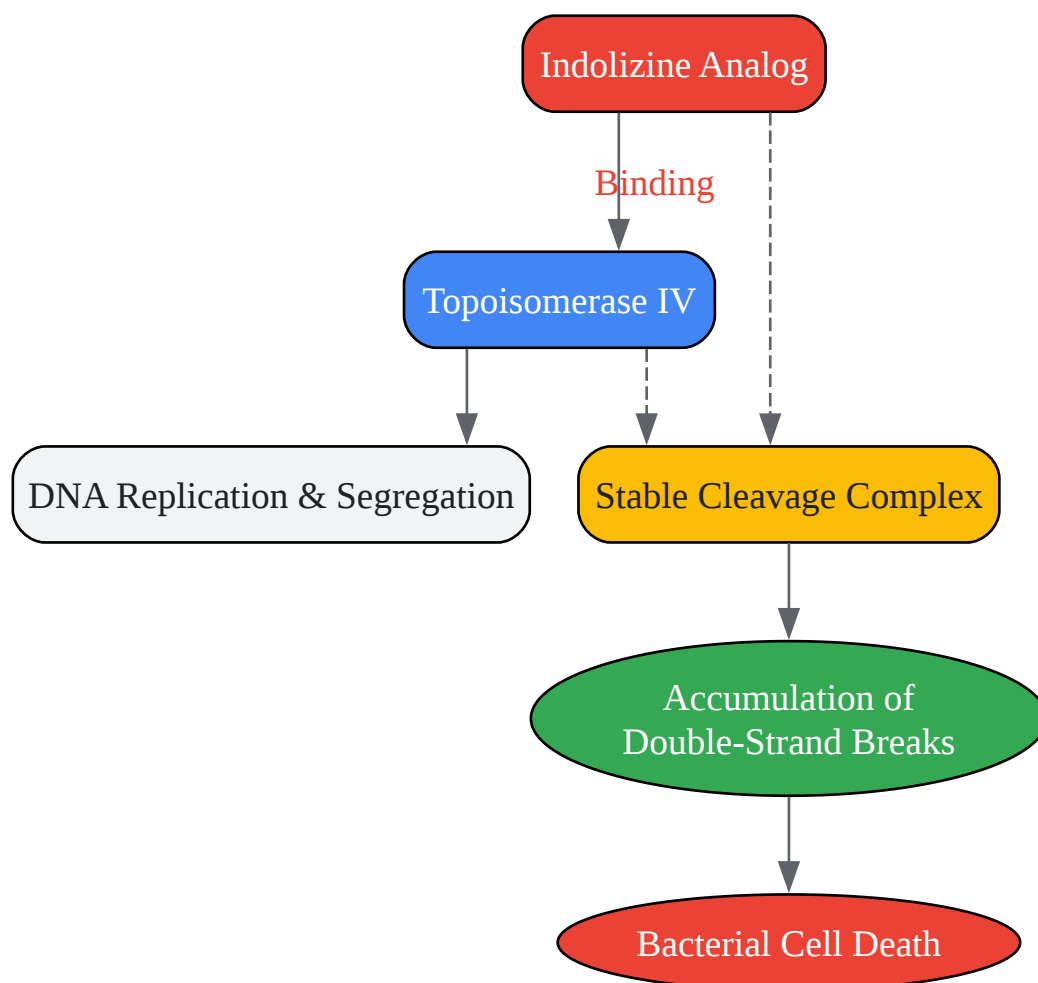 Indolizine Analog
Binding
Topoisomerase IV
DNA Replication & Segregation
Stable Cleavage Complex
Accumulation of
Double-Strand Breaks
Bacterial Cell Death